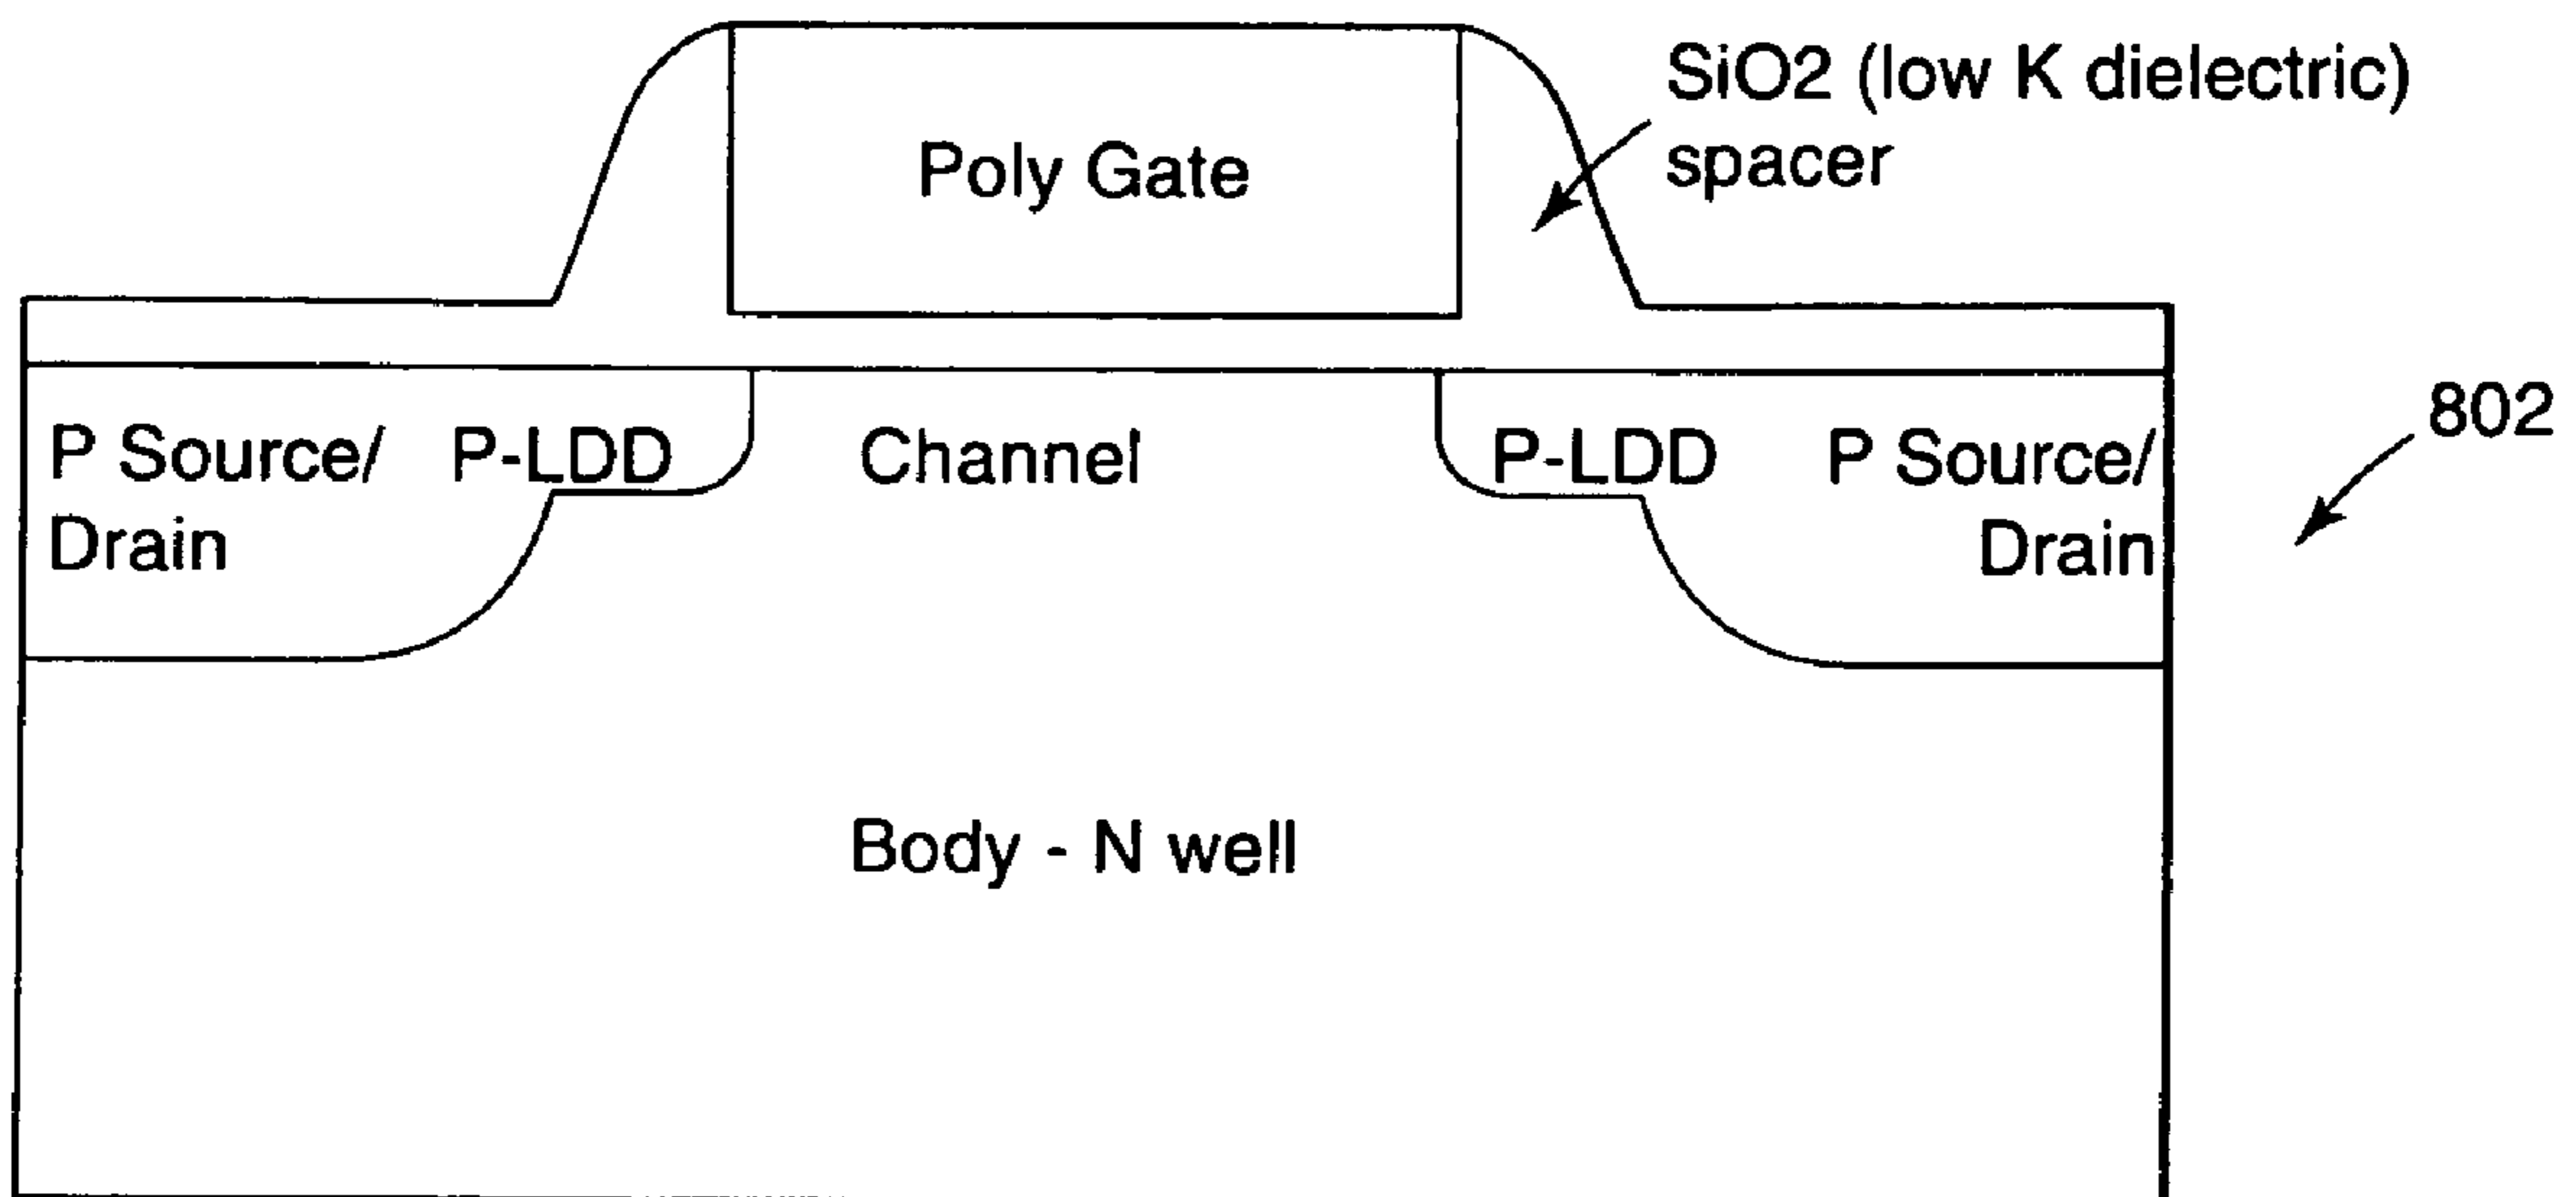 SiO2 (low K dielectric)
spacer
Poly Gate
802
P Source/
Drain
P-LDD
Channel
P-LDD
P Source/
Drain
Body - N well